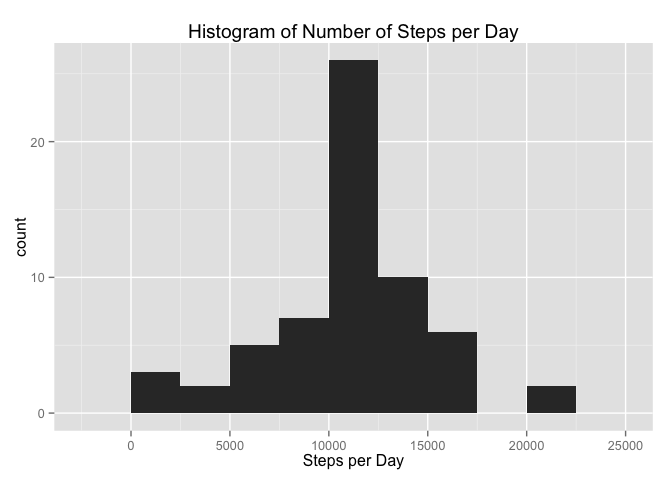 Histogram of Number of Steps per Day
count
20
10
0
0 5000 10000 15000 20000 25000
Steps per Day